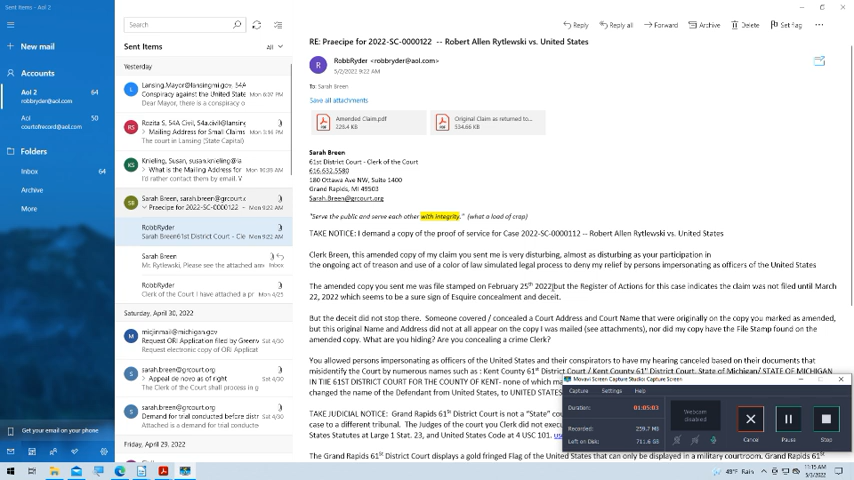 Sent Items - Aol 2
New mail
Accounts
Aol 2 64
robbryder@aol.com
Aol 50
courtofrecord@aol.com
Folders
Inbox 64
Archive
More
Get your email on your phone
Search
Sent Items All
Yesterday
L Lansing.Mayor@lansingmi.gov, 54A
Conspiracy against the United State Mon 6:07 PM
Dear Mayor, there is a conspiracy o
RS Rozita S, 54A civil@lansing
Mailing Address for Small Claims Mon 3:14 PM
The court in Lansing (State Capital)
KS Knieling, Susan, susan.knieling@la
What is the Mailing Address for Mon 10:35 AM
I'd rather contact them by email. V
SB Sarah Breen, sarah.breen@grcourt.c
Praecipe for 2022-SC-0000122 Mon 9:22 AM
RobbRyder
Sarah Breen61st District Court - Cle Mon 9:22 AM
Sarah Breen
Mr. Rytlewski, Please see the attached am Inbox
RobbRyder
Clerk of the Court I have attached a pr Mon 4/25
Saturday, April 30, 2022
micjinmail@michigan.gov
Request ORI Application filed by Greenv Sat 4/30
Request electronic copy of ORI Applicati
sarah.breen@grcourt.org
Appeal de novo as of right Sat 4/30
The Clerk of the Court shall process in g
sarah.breen@grcourt.org
Demand for trial conducted before distr Sat 4/30
Attached is a demand for trial conducte
Friday, April 29, 2022
Reply Reply all Forward Archive Delete Set flag
RE: Praecipe for 2022-SC-0000122 -- Robert Allen Rytlewski vs. United States
R RobbRyder <robbryder@aol.com>
5/2/2022 9:22 AM
To: Sarah Breen
Save all attachments
Amended Claim.pdf
Original Claim as returned to...
534.66 KB
Sarah Breen
61st District Court - Clerk of the Court
616.632.5580
180 Ottawa Ave NW, Suite 1400
Grand Rapids, MI 49503
Sarah.Breen@grcourt.org
"Serve the public and serve each other with integrity." (what a load of crap)
TAKE NOTICE: I demand a copy of the proof of service for Case 2022-SC-0000112 -- Robert Allen Rytlewski vs. United States
Clerk Breen, this amended copy of my claim you sent me is very disturbing, almost as disturbing as your participation in
the ongoing act of treason and use of a color of law simulated legal process to deny my relief by persons impersonating as officers of the United States
The amended copy you sent me was file stamped on February 25th 2022 but the Register of Actions for this case indicates the claim was not filed until March
22, 2022 which seems to be a sure sign of Esquire concealment and deceit.
But the deceit did not stop there. Someone covered / concealed a Court Address and Court Name that were originally on the copy you marked as amended,
but this original Name and Address did not at all appear on the copy I was mailed (see attachments), nor did my copy have the File Stamp found on the
amended copy. What are you hiding? Are you concealing a crime Clerk?
You allowed persons impersonating as officers of the United States and their conspirators to have my hearing canceled based on their documents that
misidentify the Court by numerous names such as : Kent County 61st District Court / Kent County 61st District Court, State of Michigan/ STATE OF MICHIGAN
IN THE 61ST DISTRICT COURT FOR THE COUNTY OF KENT- none of which ma
changed the name of the Defendant from United States, to UNITED STATES
TAKE JUDICIAL NOTICE: Grand Rapids 61st District Court is not a "State" cou
case to a different tribunal. The Judges of the court you Clerk did not exec
States Statutes at Large 1 Stat. 23, and United States Code at 4 USC 101.
The Grand Rapids 61st District Court displays a gold fringed Flag of the United States that can only be displayed in a military courtroom. Grand Rapids 61st
Movavi Screen Capture Studio: Capture Screen
Capture Settings Help
Duration: 01:05:03
Recorded: 259.7 MB
Left on Disk: 711.6 GB
Webcam
disabled
Cancel Pause Stop
48°F Rain 11:15 AM
5/3/2022